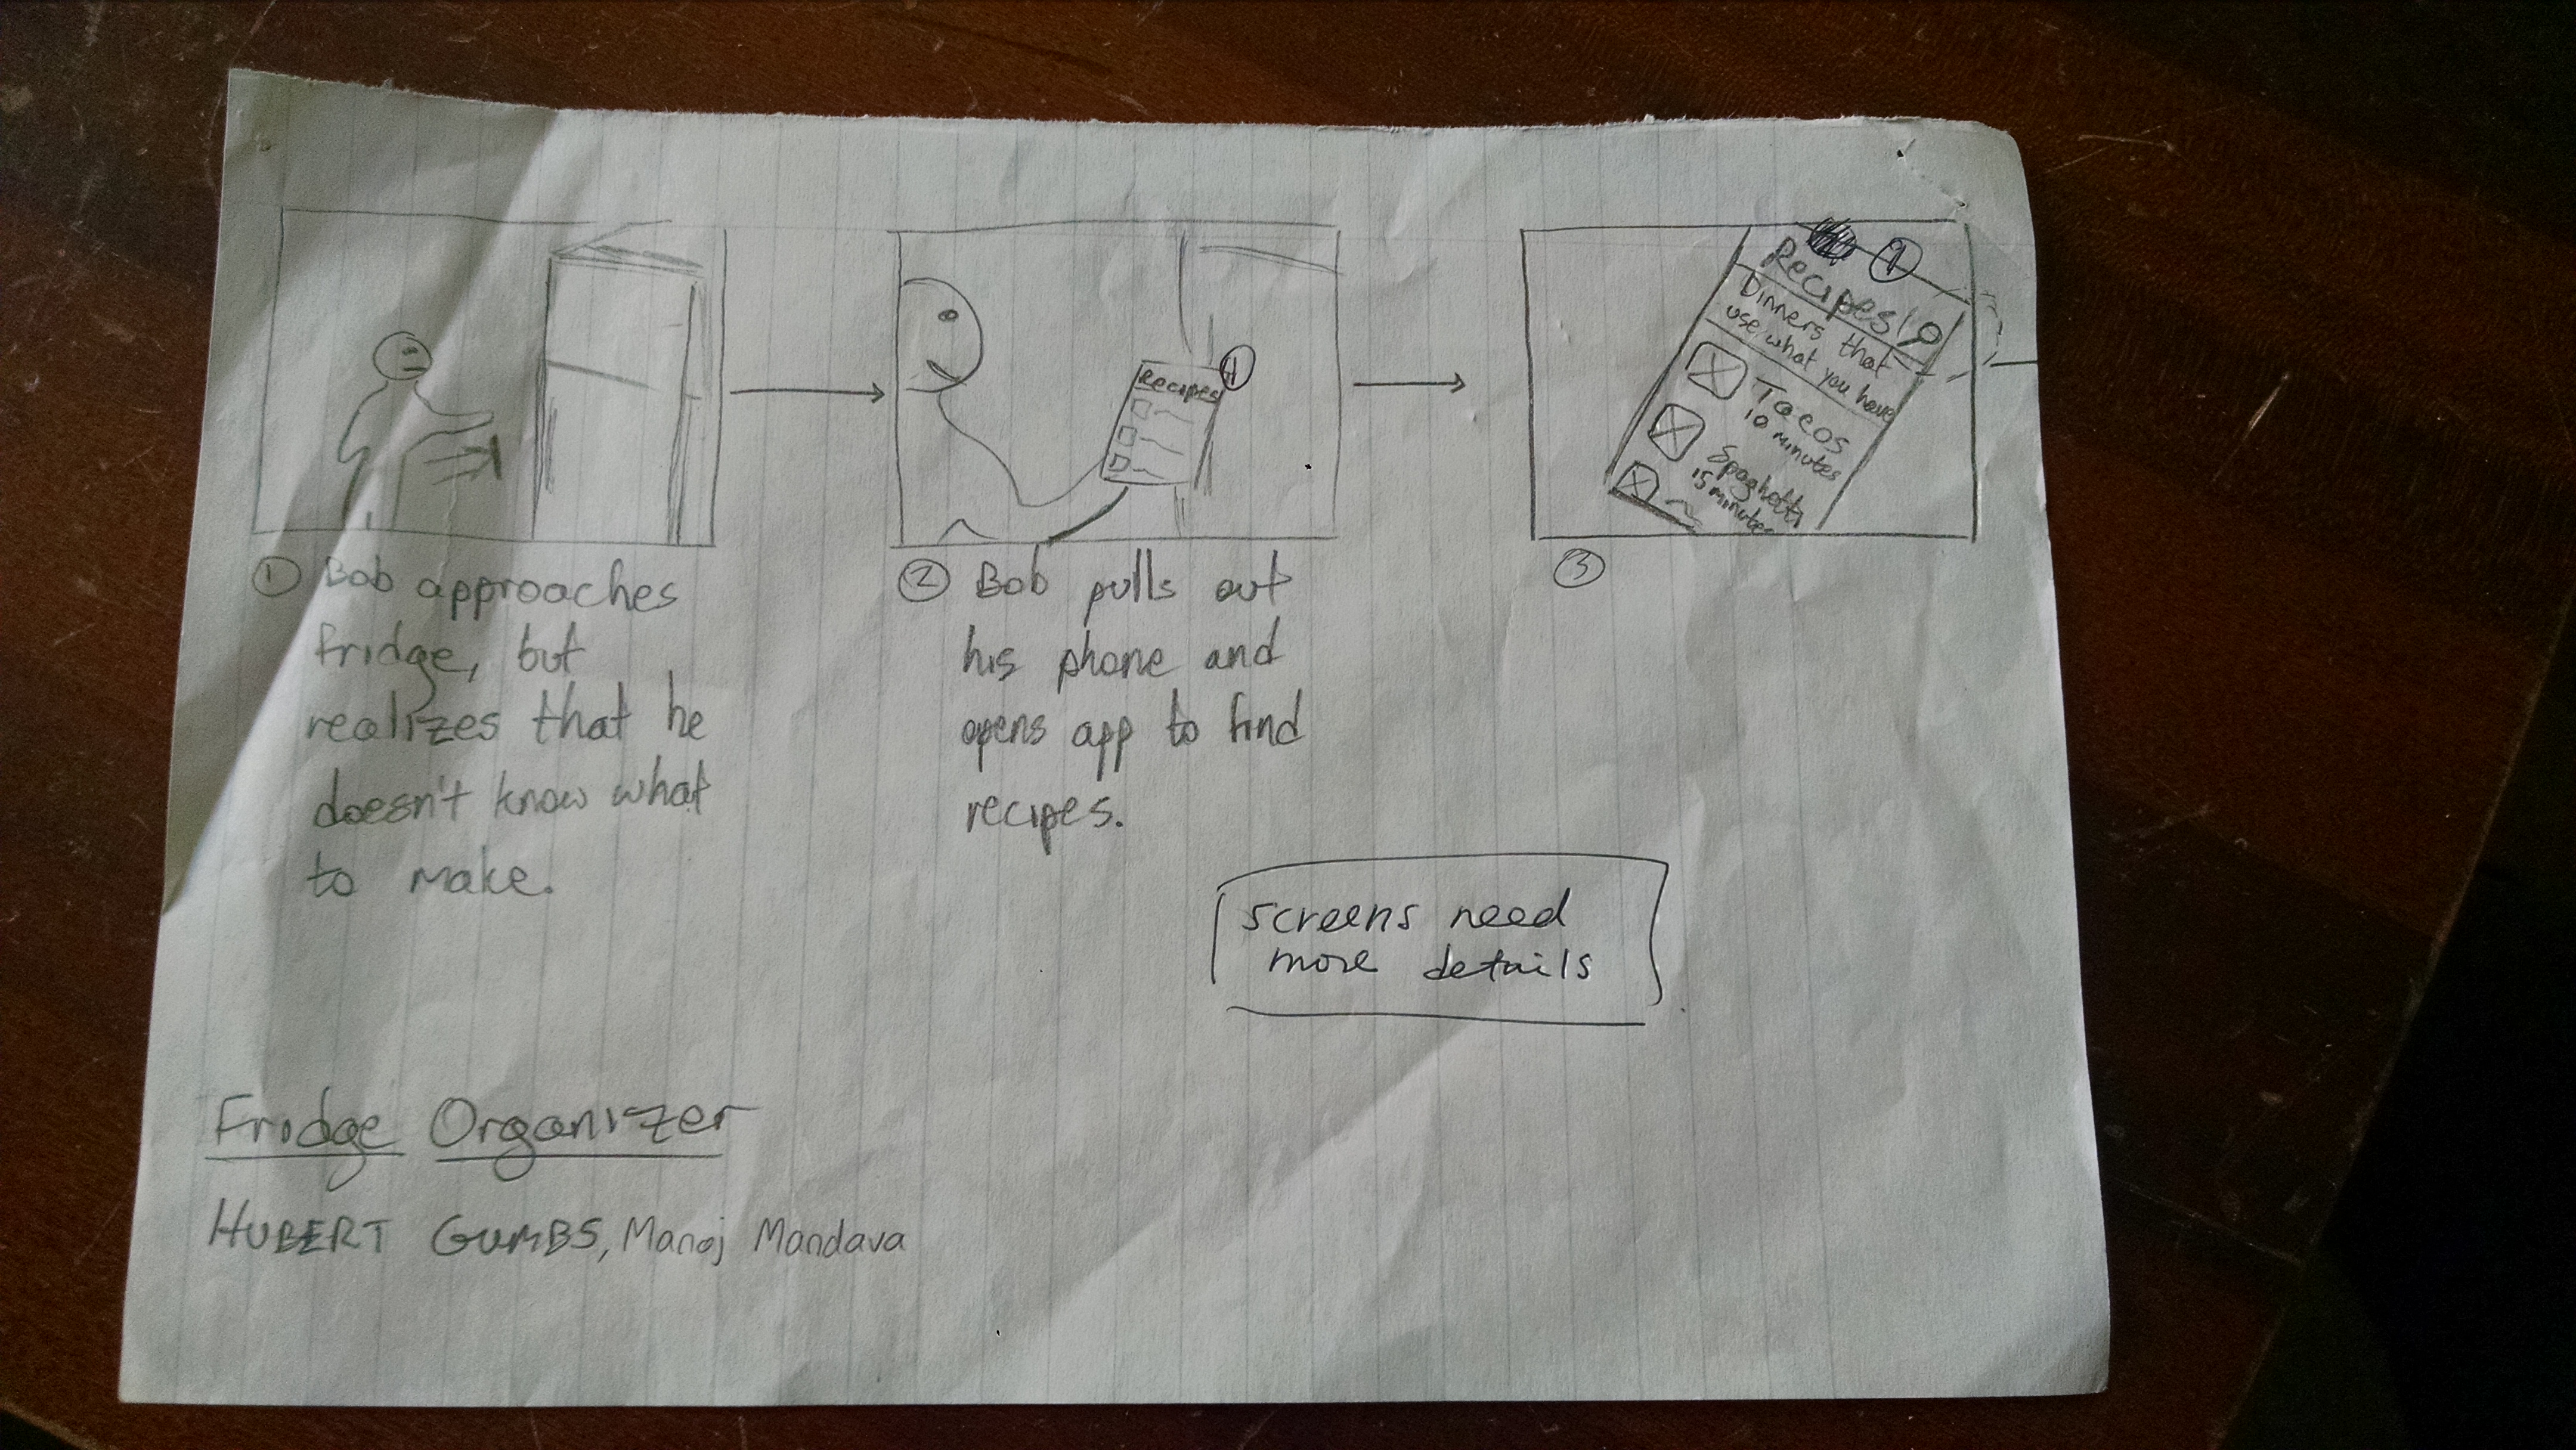 Recipes
Recipes
Dinners that
use what you have
Tacos
10 minutes
Spaghetti
15 minutes
① Bob approaches
fridge, but
realizes that he
doesn't know what
to make.
② Bob pulls out
his phone and
opens app to find
recipes.
③
screens need
more details
Fridge Organizer
HUBERT GUMBS, Manoj Mandava